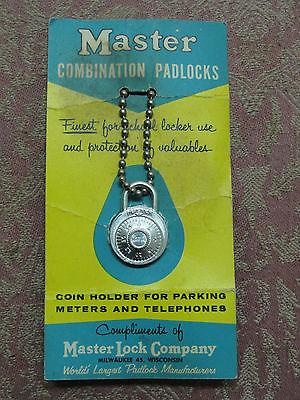 Master
COMBINATION PADLOCKS
Finest for school locker use
and protection of valuables
COIN HOLDER FOR PARKING
METERS AND TELEPHONES
Compliments of
Master Lock Company
MILWAUKEE 45, WISCONSIN
World's Largest Padlock Manufacturers